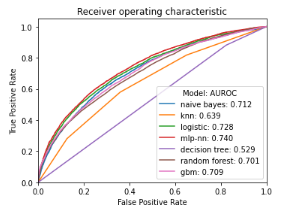 Receiver operating characteristic
1.0
0.8
0.6
0.4
0.2
0.0
True Positive Rate
Model: AUROC
naive bayes: 0.712
knn: 0.639
logistic: 0.728
mlp-nn: 0.740
decision tree: 0.529
random forest: 0.701
gbm: 0.709
0.0 0.2 0.4 0.6 0.8 1.0
False Positive Rate